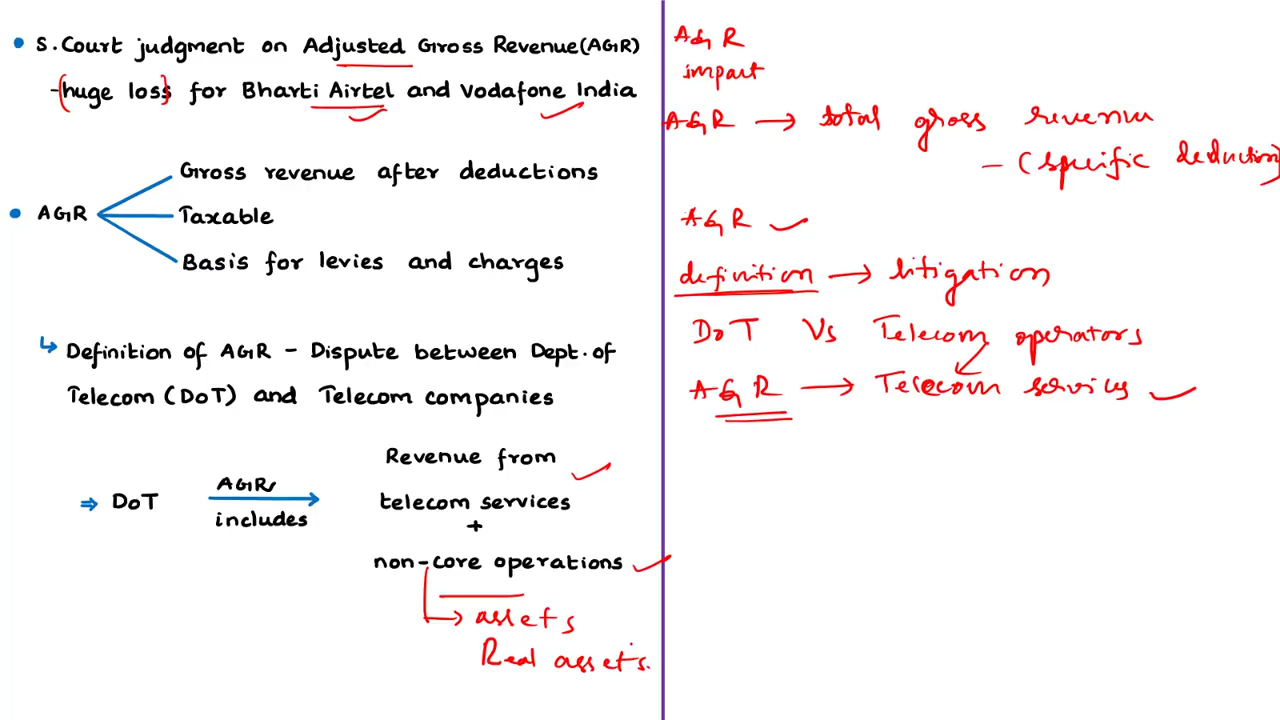 S. Court judgment on Adjusted Gross Revenue (AGR)
- (huge loss) for Bharti Airtel and Vodafone India
AGR
Gross revenue after deductions
Taxable
Basis for levies and charges
Definition of AGR - Dispute between Dept. of
Telecom (DoT) and Telecom companies
⇒ DoT
AGR
includes
Revenue from
telecom services
+
non-core operations
→ assets
Real assets.
AGR
impact
AGR → total gross revenue
- (specific deduction)
AGR
definition → litigation
DoT Vs Telecom operators
AGR → Telecom services